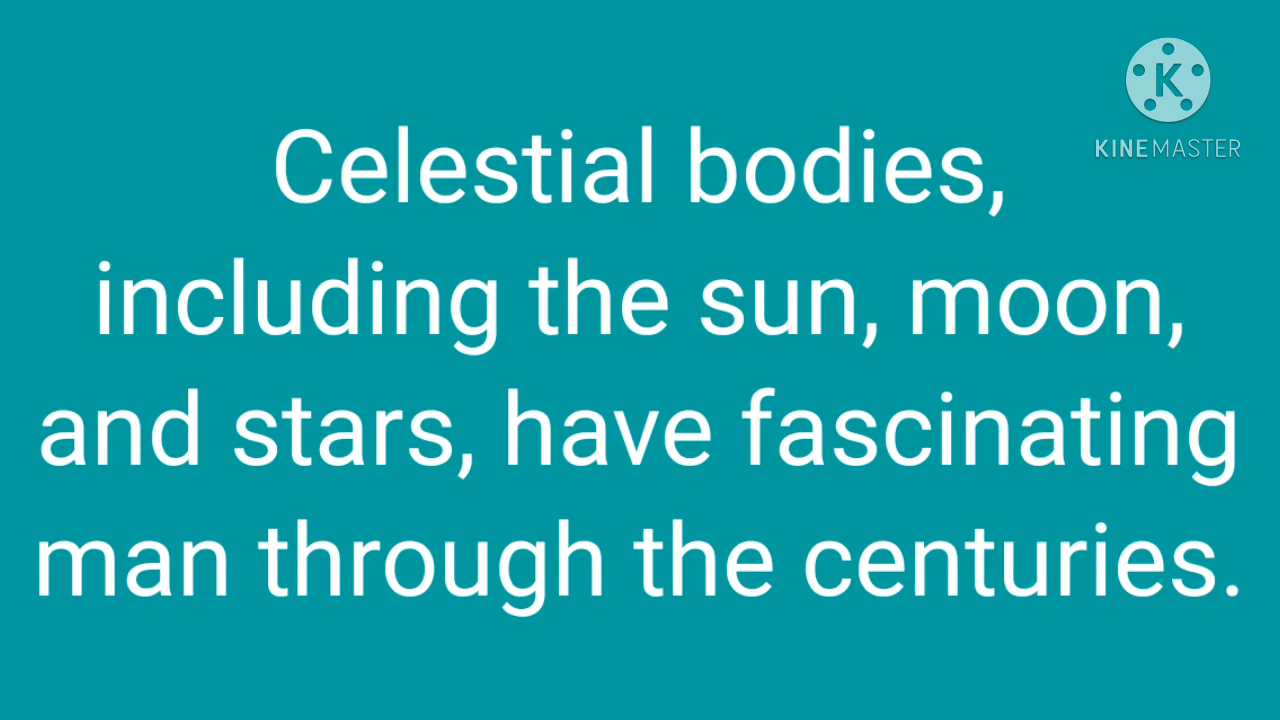 K
KINEMASTER
Celestial bodies,
including the sun, moon,
and stars, have fascinating
man through the centuries.